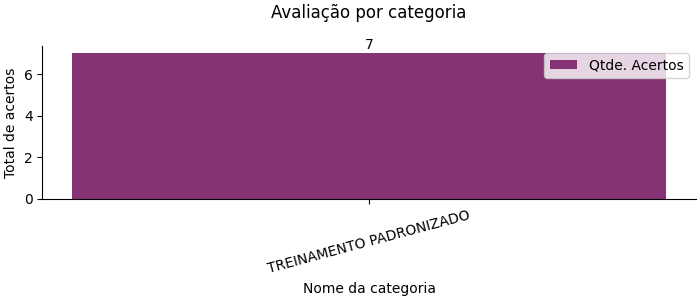 Avaliação por categoria
7
Qtde. Acertos
Total de acertos
6
4
2
0
TREINAMENTO PADRONIZADO
Nome da categoria